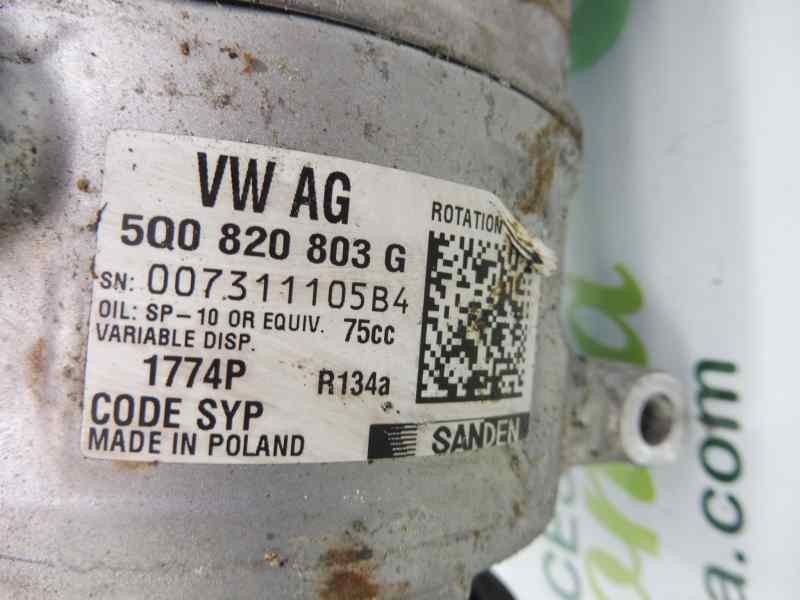 VW AG
5Q0 820 803 G
SN: 007311105B4
OIL: SP-10 OR EQUIV. 75cc
VARIABLE DISP.
1774P R134a
CODE SYP
MADE IN POLAND
ROTATION
SANDEN
a.com